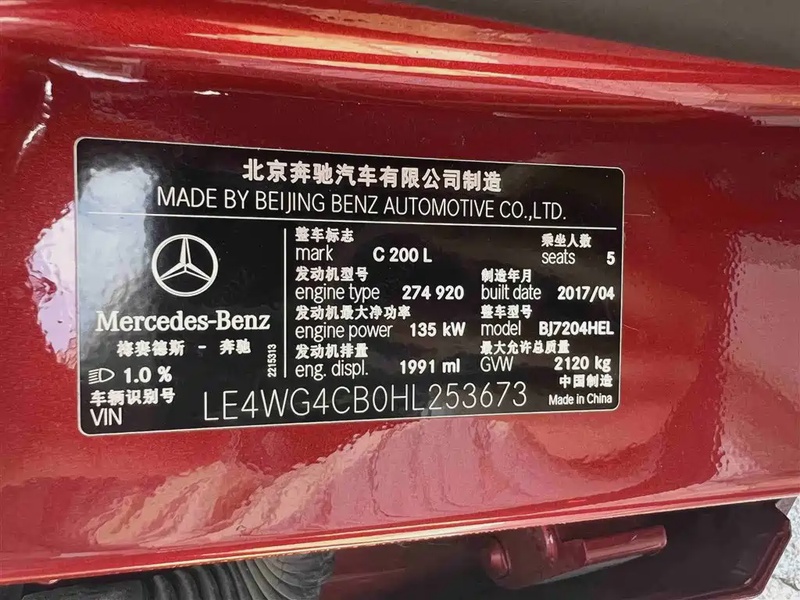 北京奔驰汽车有限公司制造
MADE BY BEIJING BENZ AUTOMOTIVE CO.,LTD.
Mercedes-Benz
梅赛德斯 - 奔驰
1.0 %
2215313
整车标志
mark C 200 L
乘坐人数
seats 5
发动机型号
engine type 274 920
制造年月
built date 2017/04
发动机最大净功率
engine power 135 kW
整车型号
model BJ7204HEL
发动机排量
eng. displ. 1991 ml
最大允许总质量
GVW 2120 kg
车辆识别号
VIN LE4WG4CB0HL253673
中国制造
Made in China